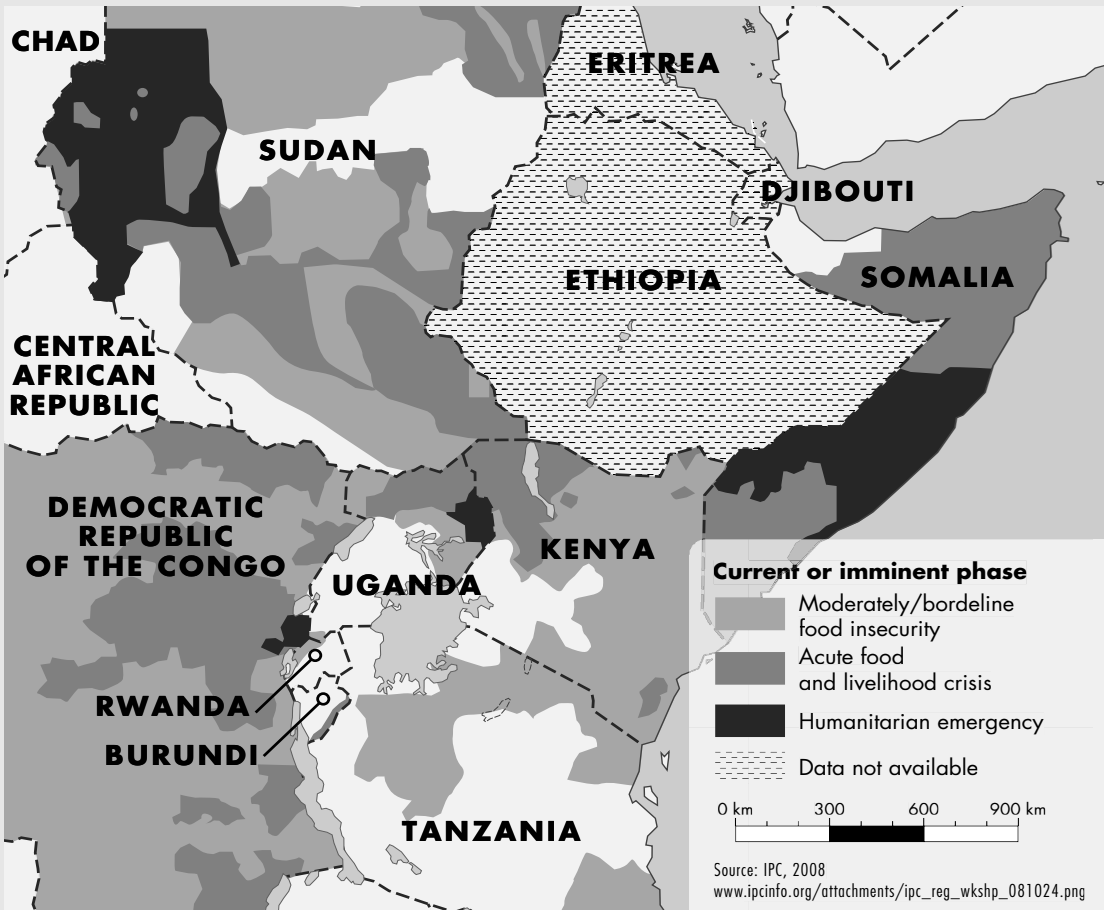 CHAD
ERITREA
SUDAN
DJIBOUTI
ETHIOPIA
SOMALIA
CENTRAL
AFRICAN
REPUBLIC
DEMOCRATIC
REPUBLIC
OF THE CONGO
KENYA
UGANDA
RWANDA
BURUNDI
TANZANIA
Current or imminent phase
Moderately/bordeline
food insecurity
Acute food
and livelihood crisis
Humanitarian emergency
Data not available
0 km 300 600 900 km
Source: IPC, 2008
www.ipcinfo.org/attachments/ipc_reg_wkshp_081024.png